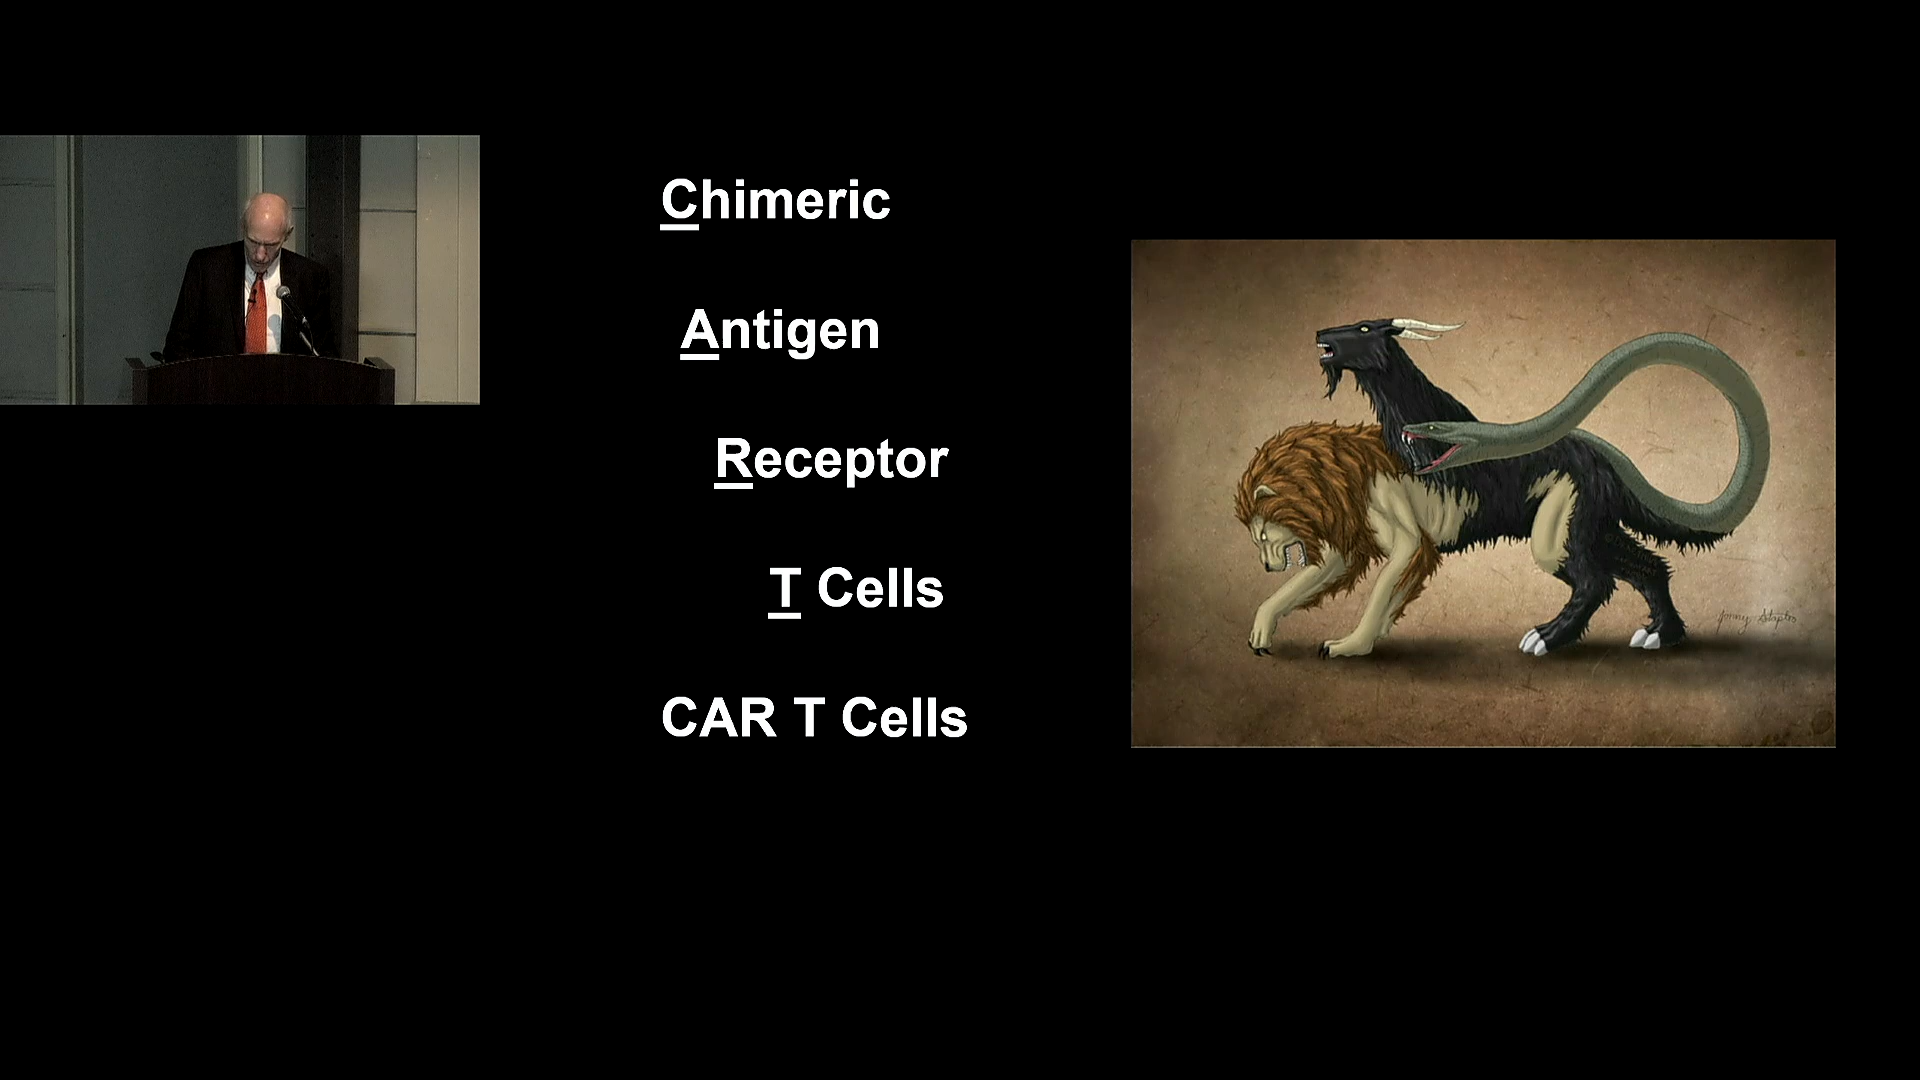 Chimeric
Antigen
Receptor
T Cells
CAR T Cells